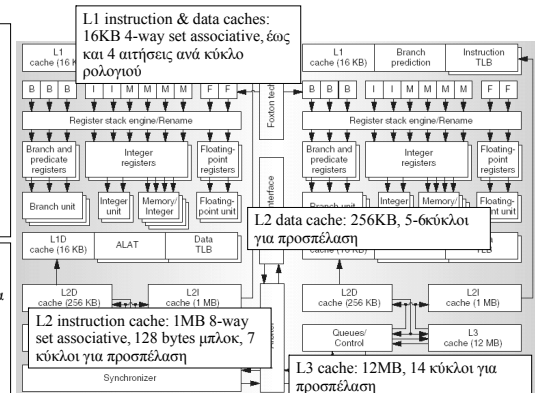 L1 instruction & data caches:
16KB 4-way set associative, έως
και 4 αιτήσεις ανά κύκλο
ρολογιού
L1
cache (16 K
L1
cache (16 KB)
Branch
prediction
Instruction
TLB
B B B I I M M M M F F
B B B I I M M M M F F
Foxton tech
Register stack engine/Rename
Register stack engine/Rename
Branch and
predicate
registers
Integer
registers
Floating-
point
registers
Branch and
predicate
registers
Integer
registers
Floating-
point
registers
Branch unit
Integer
unit
Memory/
Integer
Floating-
point unit
Branch unit
Integer
unit
Memory/
Integer
Floating-
point unit
nterface
L2 data cache: 256KB, 5-6κύκλοι
για προσπέλαση
L1D
cache (16 KB)
ALAT
Data
TLB
TLB
α
L2D
cache (256 KB)
L2I
cache (1 MB)
L2D
cache (256 KB)
L2I
cache (1 MB)
L2 instruction cache: 1MB 8-way
set associative, 128 bytes μπλοκ, 7
κύκλοι για προσπέλαση
Queues/
Control
L3
cache (12 MB)
Synchronizer
L3 cache: 12MB, 14 κύκλοι για
προσπέλαση